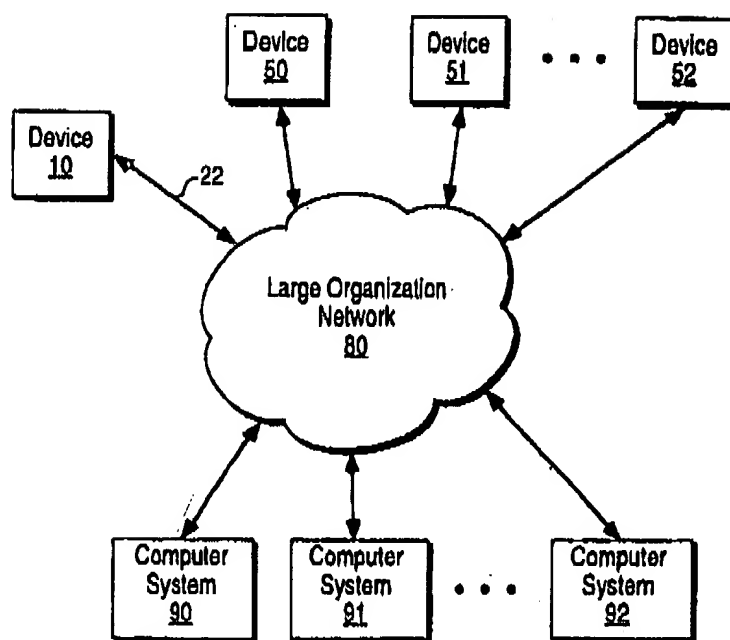 Device
50
Device
51
Device
52
Device
10
22
Large Organization
Network
80
Computer
System
90
Computer
System
91
Computer
System
92